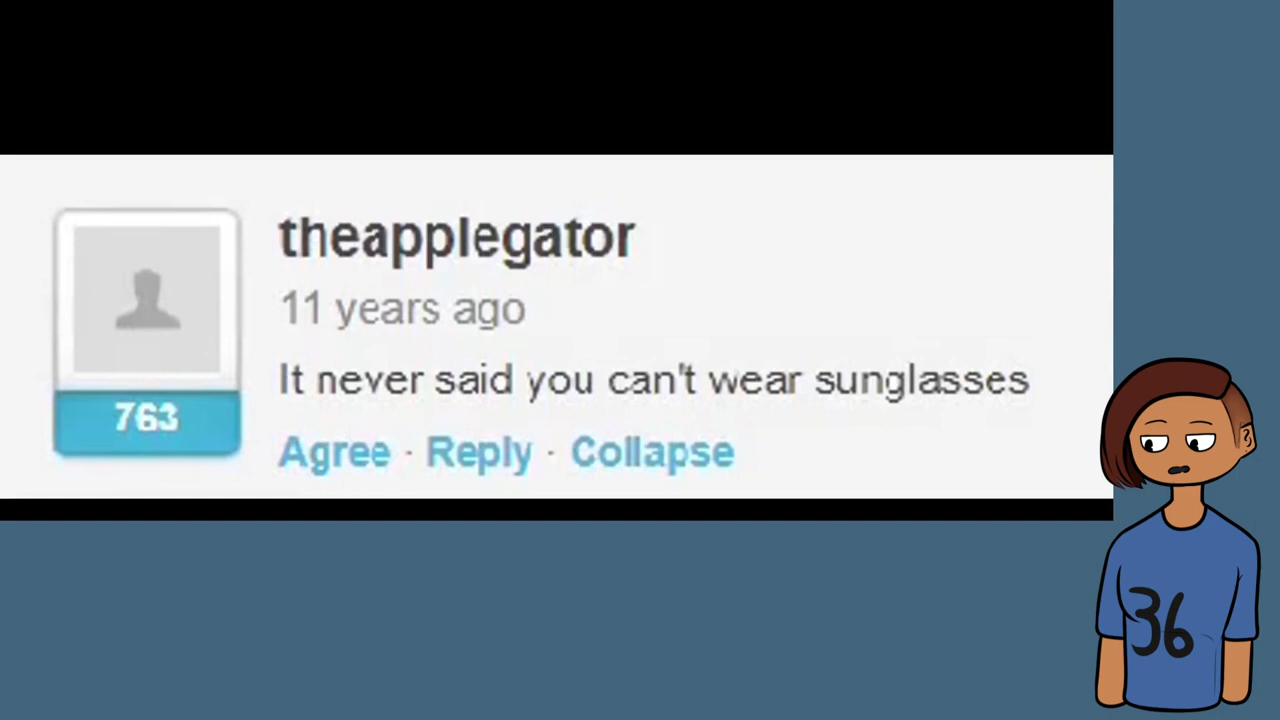 theapplegator
11 years ago
It never said you can't wear sunglasses
763
Agree · Reply · Collapse
36